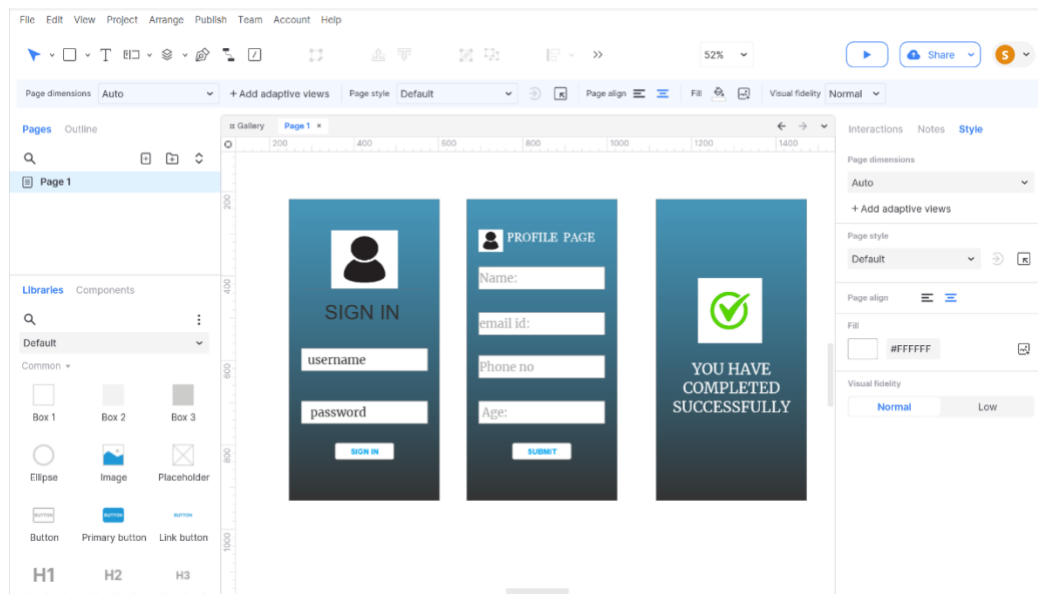 File Edit View Project Arrange Publish Team Account Help
52%
Share
S
Page dimensions Auto + Add adaptive views Page style Default Page align Fill Visual fidelity Normal
Pages Outline
Gallery Page 1 ×
Interactions Notes Style
200 400 600 800 1000 1200 1400
Page 1
200
400
600
800
1000
Libraries Components
Default
Common
Box 1 Box 2 Box 3
Ellipse Image Placeholder
BUTTON BUTTON BUTTON
Button Primary button Link button
H1 H2 H3
SIGN IN
username
password
SIGN IN
PROFILE PAGE
Name:
email id:
Phone no
Age:
SUBMIT
YOU HAVE
COMPLETED
SUCCESSFULLY
Page dimensions
Auto
+ Add adaptive views
Page style
Default
Page align
Fill
#FFFFFF
Visual fidelity
Normal Low